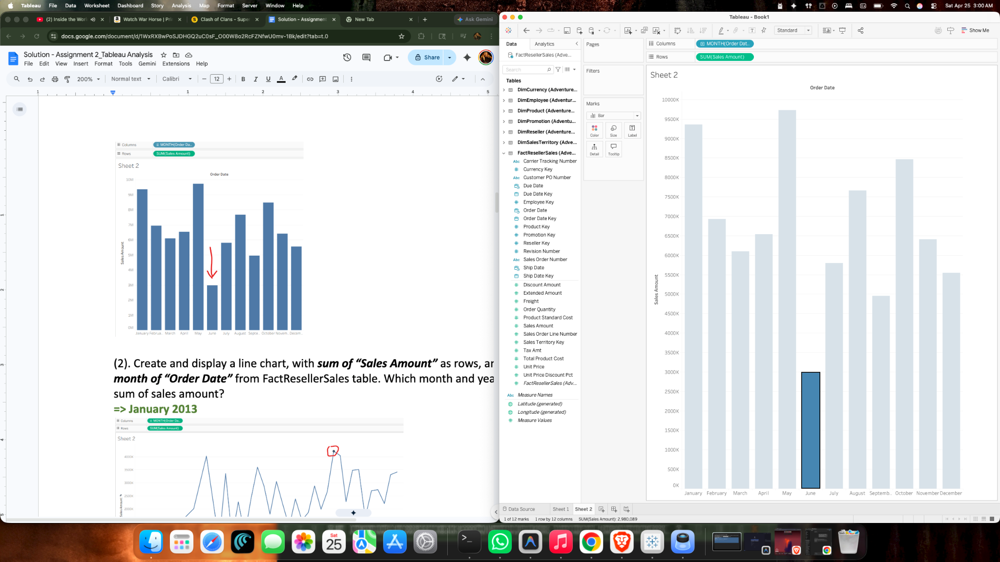 Tableau File Data Worksheet Dashboard Story Analysis Map Format Server Window Help
Sat Apr 25 3:00 AM
(2) Inside the Worl
Watch War Horse | Pri
Clash of Clans - Supe
Solution - Assignment
New Tab
Ask Gemini
docs.google.com/document/d/1WxRXBwPoSJDHGQ2uC0sF_O00W8o2RcFZNfwU0mv-1Bk/edit?tab=t.0
Solution - Assignment 2_Tableau Analysis
File Edit View Insert Format Tools Gemini Extensions Help
Share
200% Normal text Calibri 12 B I U A
1 1 2 3 4 5
Columns MONTH(Order Da..
Rows SUM(Sales Amount)
Sheet 2
Order Date
10M
9M
8M
7M
6M
5M
4M
3M
2M
1M
0M
Sales Amount
January Februa.. March April May June July August Septe.. October Novem.. Decem..
(2). Create and display a line chart, with sum of “Sales Amount” as rows, ar
month of “Order Date” from FactResellerSales table. Which month and yea
sum of sales amount?
=> January 2013
Columns MONTH(Order Da..
Rows SUM(Sales Amount)
Sheet 2
4000K
3500K
3000K
2500K
2000K
Sales Amount
1
2
3
4
5
Tableau - Book1
Standard
Show Me
Data Analytics
FactResellerSales (Adve...
Search
Tables
DimCurrency (Adventure...
DimEmployee (Adventur...
DimProduct (Adventure...
DimPromotion (Adventu...
DimReseller (Adventure...
DimSalesTerritory (Adve...
FactResellerSales (Adve...
Abc Carrier Tracking Number
Currency Key
Abc Customer PO Number
Due Date
Due Date Key
Employee Key
Order Date
Order Date Key
Product Key
Promotion Key
Reseller Key
Revision Number
Abc Sales Order Number
Ship Date
Ship Date Key
Discount Amount
Extended Amount
Freight
Order Quantity
Product Standard Cost
Sales Amount
Sales Order Line Number
Sales Territory Key
Tax Amt
Total Product Cost
Unit Price
Unit Price Discount Pct
FactResellerSales (Adv...
Abc Measure Names
Latitude (generated)
Longitude (generated)
Measure Values
Pages
Filters
Marks
Bar
Color Size Label
Detail Tooltip
Columns MONTH(Order Dat..
Rows SUM(Sales Amount)
Sheet 2
Order Date
10000K
9500K
9000K
8500K
8000K
7500K
7000K
6500K
6000K
5500K
5000K
4500K
4000K
3500K
3000K
2500K
2000K
1500K
1000K
500K
0K
Sales Amount
January February March April May June July August Septemb.. October November December
Data Source Sheet 1 Sheet 2
1 of 12 marks 1 row by 12 columns SUM(Sales Amount): 2,980,089
Sat
25